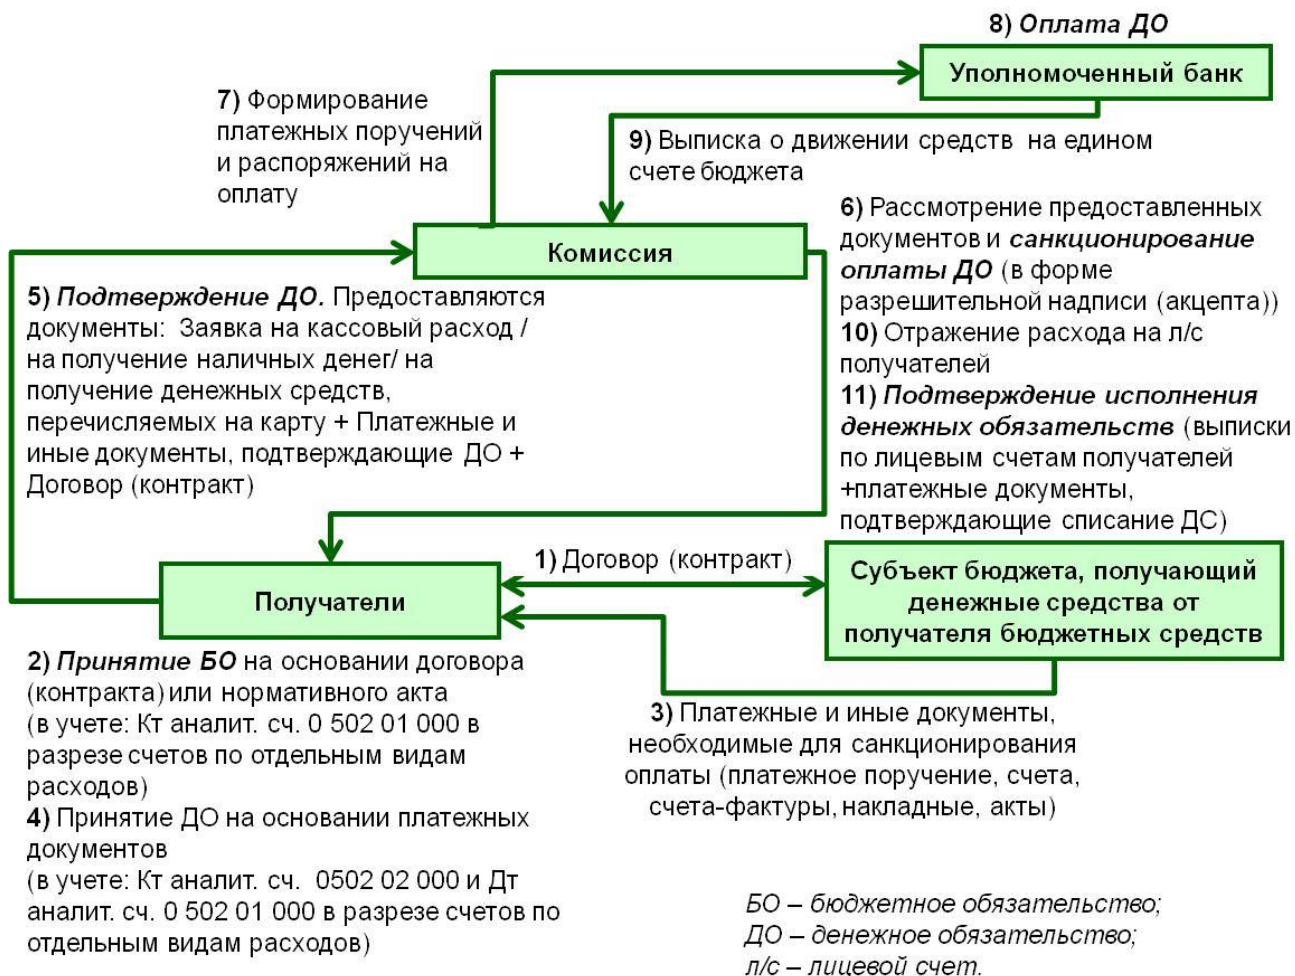 8) Оплата ДО
Уполномоченный банк
7) Формирование
платежных поручений
и распоряжений на
оплату
9) Выписка о движении средств на едином
счете бюджета
Комиссия
6) Рассмотрение предоставленных
документов и санкционирование
оплаты ДО (в форме
разрешительной надписи (акцепта))
10) Отражение расхода на л/с
получателей
11) Подтверждение исполнения
денежных обязательств (выписки
по лицевым счетам получателей
+платежные документы,
подтверждающие списание ДС)
5) Подтверждение ДО. Предоставляются
документы: Заявка на кассовый расход /
на получение наличных денег/ на
получение денежных средств,
перечисляемых на карту + Платежные и
иные документы, подтверждающие ДО +
Договор (контракт)
1) Договор (контракт)
Получатели
Субъект бюджета, получающий
денежные средства от
получателя бюджетных средств
2) Принятие БО на основании договора
(контракта) или нормативного акта
(в учете: Кт аналит. сч. 0 502 01 000 в
разрезе счетов по отдельным видам
расходов)
4) Принятие ДО на основании платежных
документов
(в учете: Кт аналит. сч. 0502 02 000 и Дт
аналит. сч. 0 502 01 000 в разрезе счетов по
отдельным видам расходов)
3) Платежные и иные документы,
необходимые для санкционирования
оплаты (платежное поручение, счета,
счета-фактуры, накладные, акты)
БО – бюджетное обязательство;
ДО – денежное обязательство;
л/с – лицевой счет.